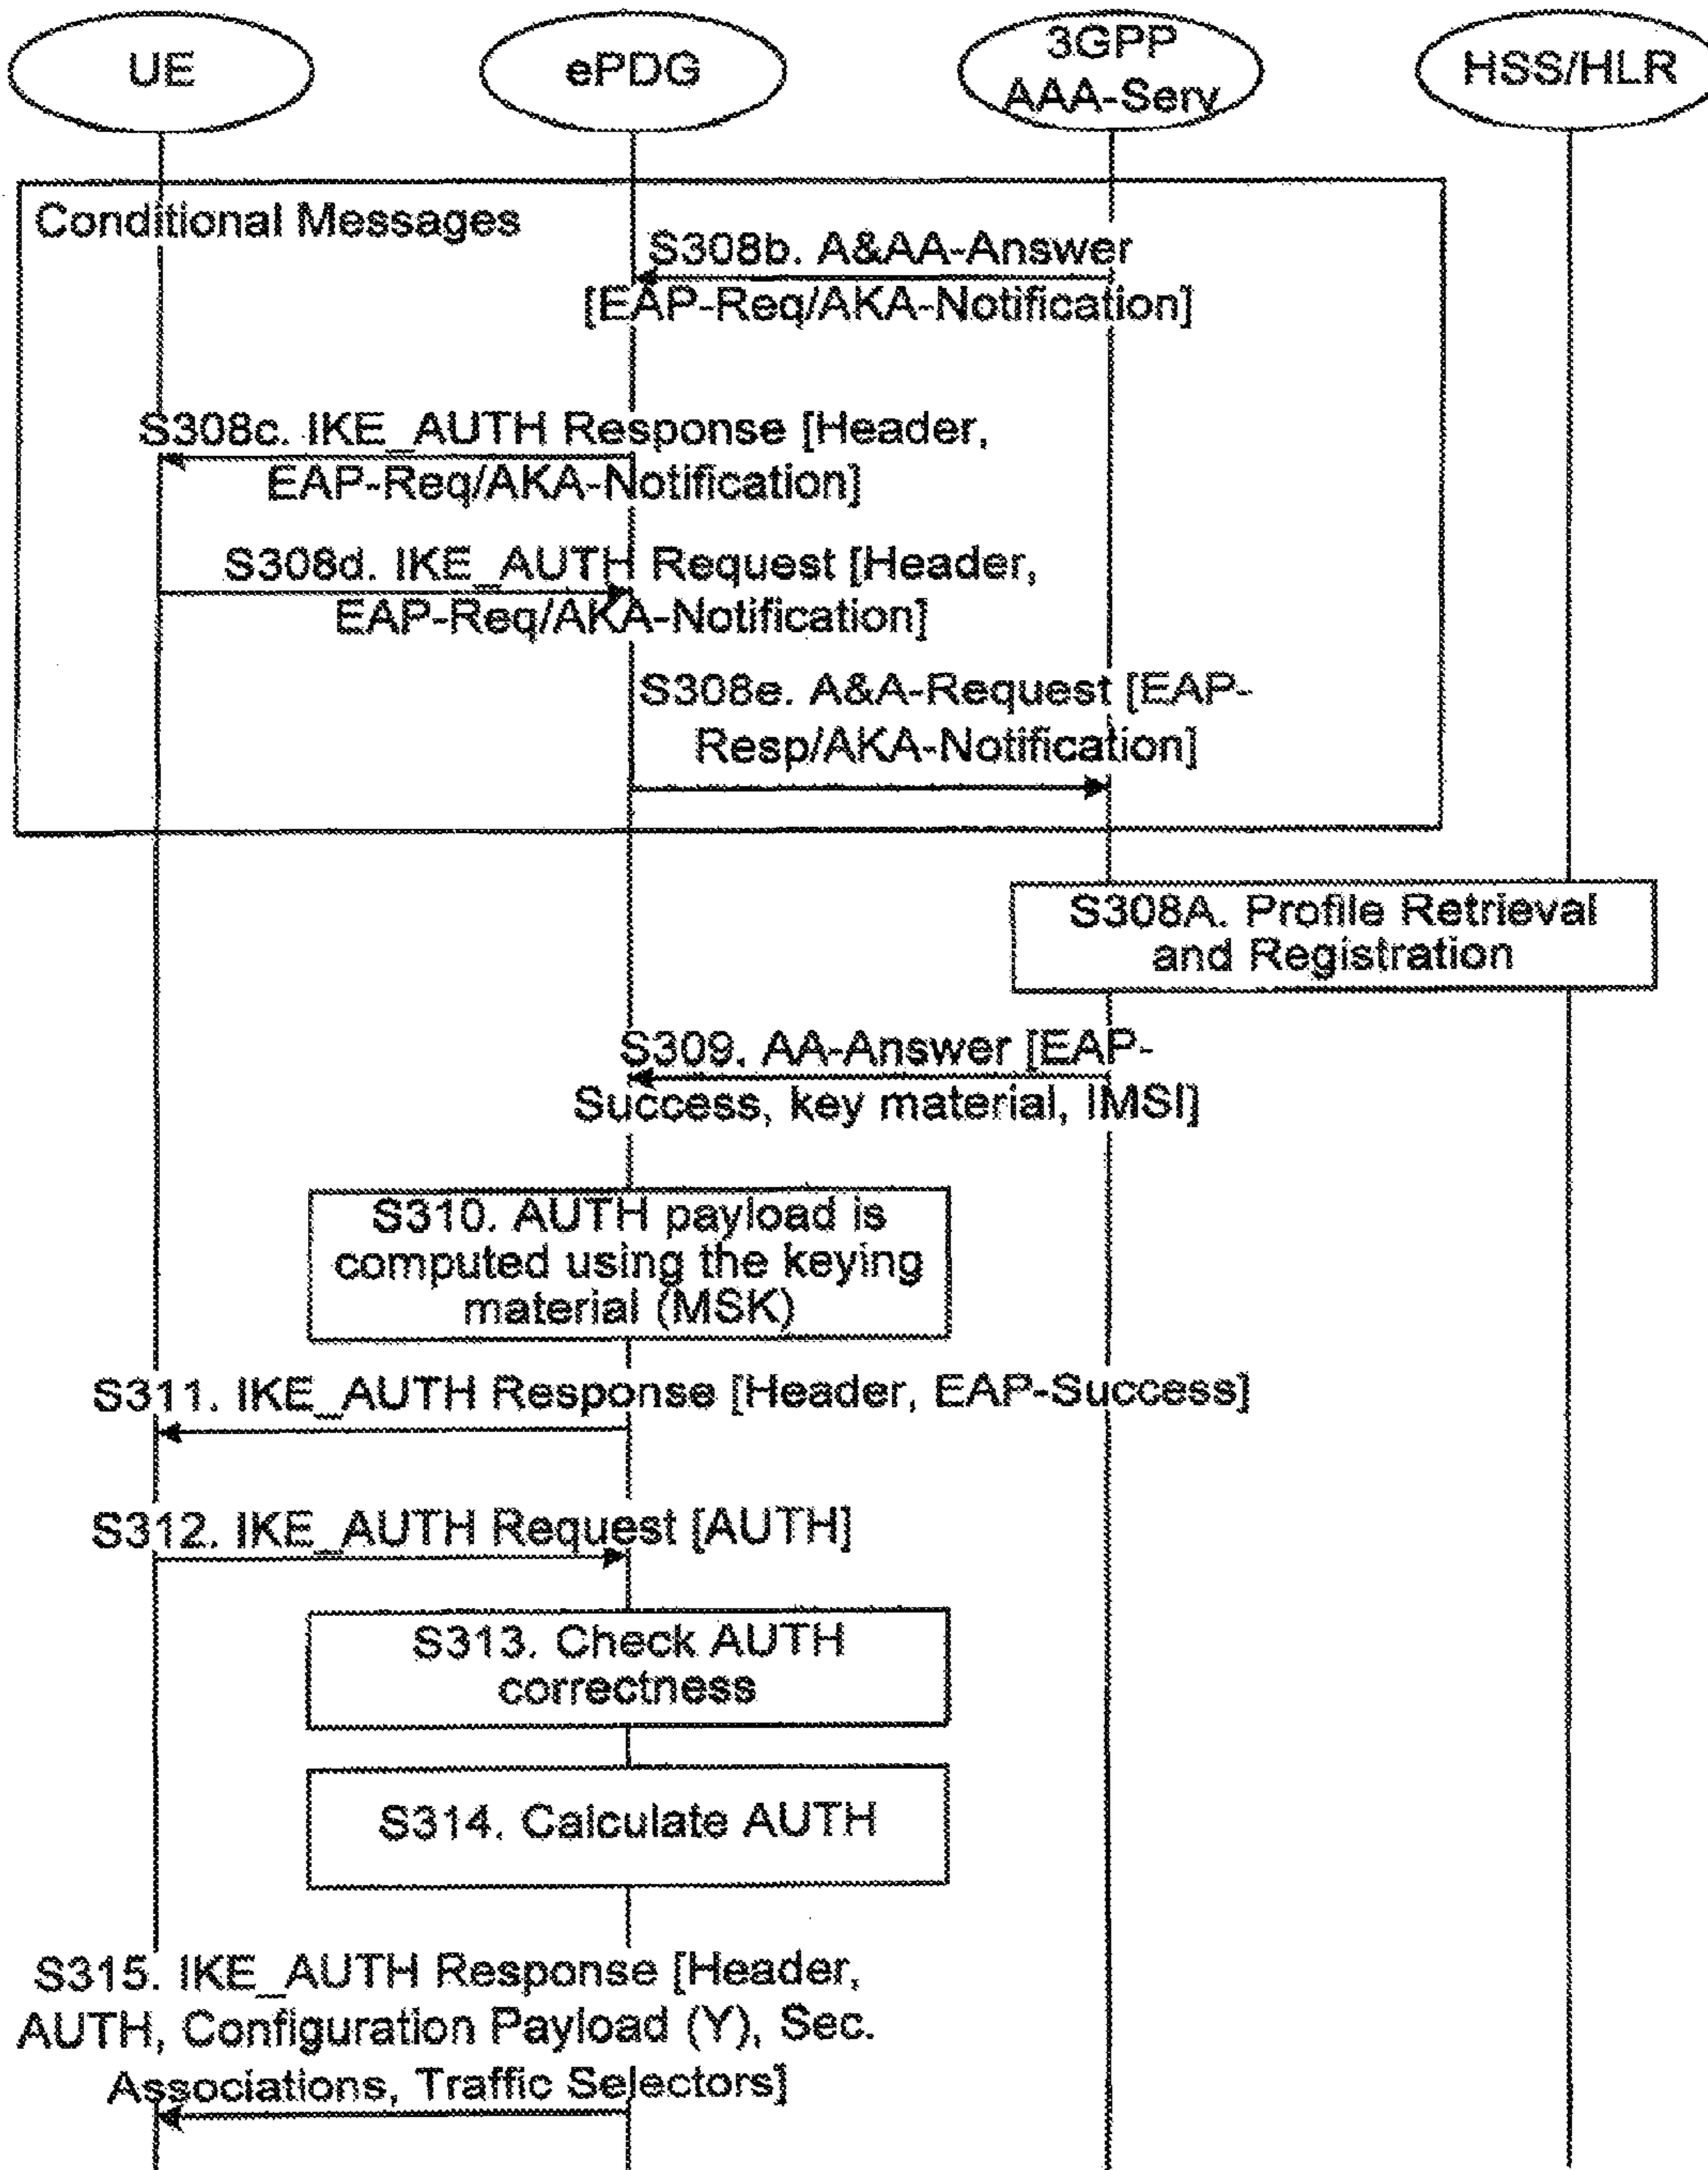 UE
ePDG
3GPP
AAA-Serv
HSS/HLR
Conditional Messages
S308b. A&AA-Answer
[EAP-Req/AKA-Notification]
S308c. IKE_AUTH Response [Header,
EAP-Req/AKA-Notification]
S308d. IKE_AUTH Request [Header,
EAP-Req/AKA-Notification]
S308e. A&A-Request [EAP-
Resp/AKA-Notification]
S308A. Profile Retrieval
and Registration
S309. AA-Answer [EAP-
Success, key material, IMSI]
S310. AUTH payload is
computed using the keying
material (MSK)
S311. IKE_AUTH Response [Header, EAP-Success]
S312. IKE_AUTH Request [AUTH]
S313. Check AUTH
correctness
S314. Calculate AUTH
S315. IKE_AUTH Response [Header,
AUTH, Configuration Payload (Y), Sec.
Associations, Traffic Selectors]